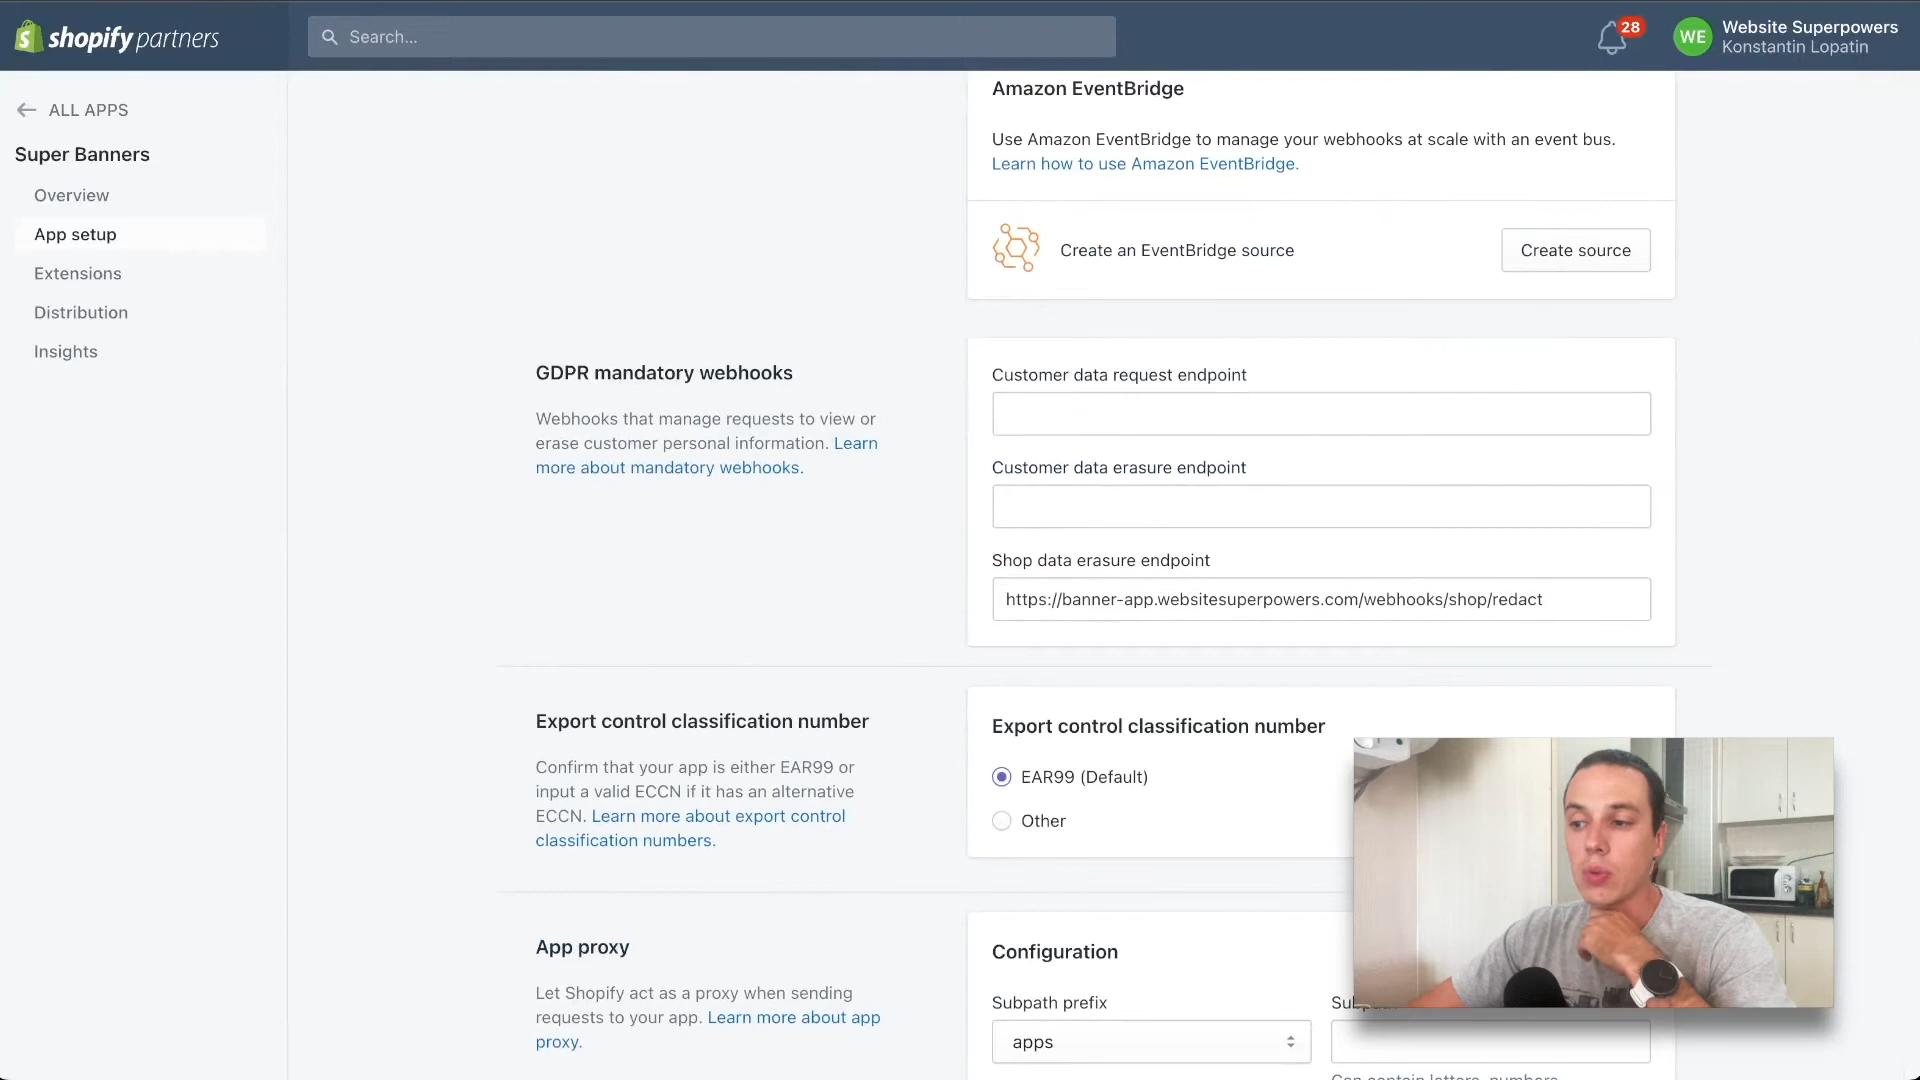 shopify partners
Search...
28
WE
Website Superpowers
Konstantin Lopatin
ALL APPS
Super Banners
Overview
App setup
Extensions
Distribution
Insights
Amazon EventBridge
Use Amazon EventBridge to manage your webhooks at scale with an event bus.
Learn how to use Amazon EventBridge.
Create an EventBridge source
Create source
GDPR mandatory webhooks
Webhooks that manage requests to view or
erase customer personal information. Learn
more about mandatory webhooks.
Customer data request endpoint
Customer data erasure endpoint
Shop data erasure endpoint
https://banner-app.websitesuperpowers.com/webhooks/shop/redact
Export control classification number
Confirm that your app is either EAR99 or
input a valid ECCN if it has an alternative
ECCN. Learn more about export control
classification numbers.
Export control classification number
EAR99 (Default)
Other
App proxy
Let Shopify act as a proxy when sending
requests to your app. Learn more about app
proxy.
Configuration
Subpath prefix
apps